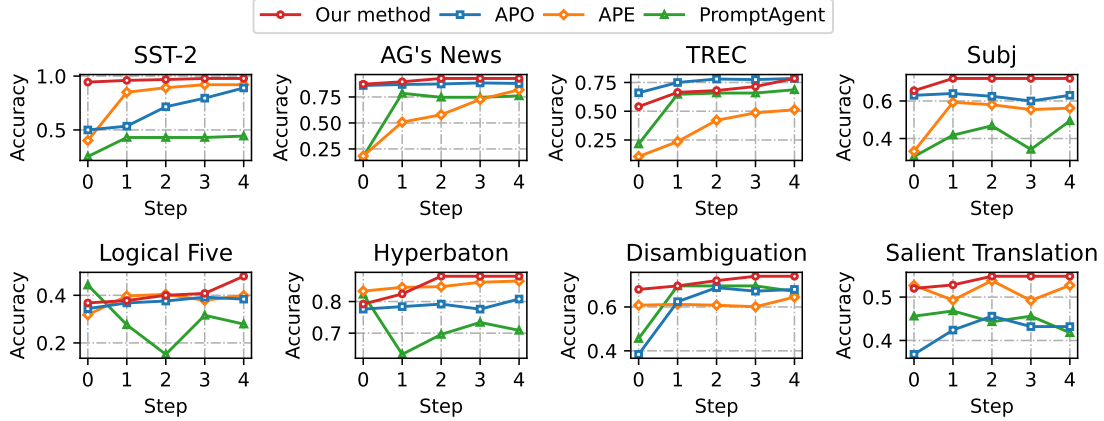 Our method APO APE PromptAgent
SST-2 AG's News TREC Subj
Accuracy Accuracy Accuracy Accuracy
1.0 0.5
0.75 0.50 0.25
0.75 0.50 0.25
0.6 0.4
0 1 2 3 4 0 1 2 3 4 0 1 2 3 4 0 1 2 3 4
Step Step Step Step
Logical Five Hyperbaton Disambiguation Salient Translation
Accuracy Accuracy Accuracy Accuracy
0.4 0.2
0.8 0.7
0.6 0.4
0.5 0.4
0 1 2 3 4 0 1 2 3 4 0 1 2 3 4 0 1 2 3 4
Step Step Step Step